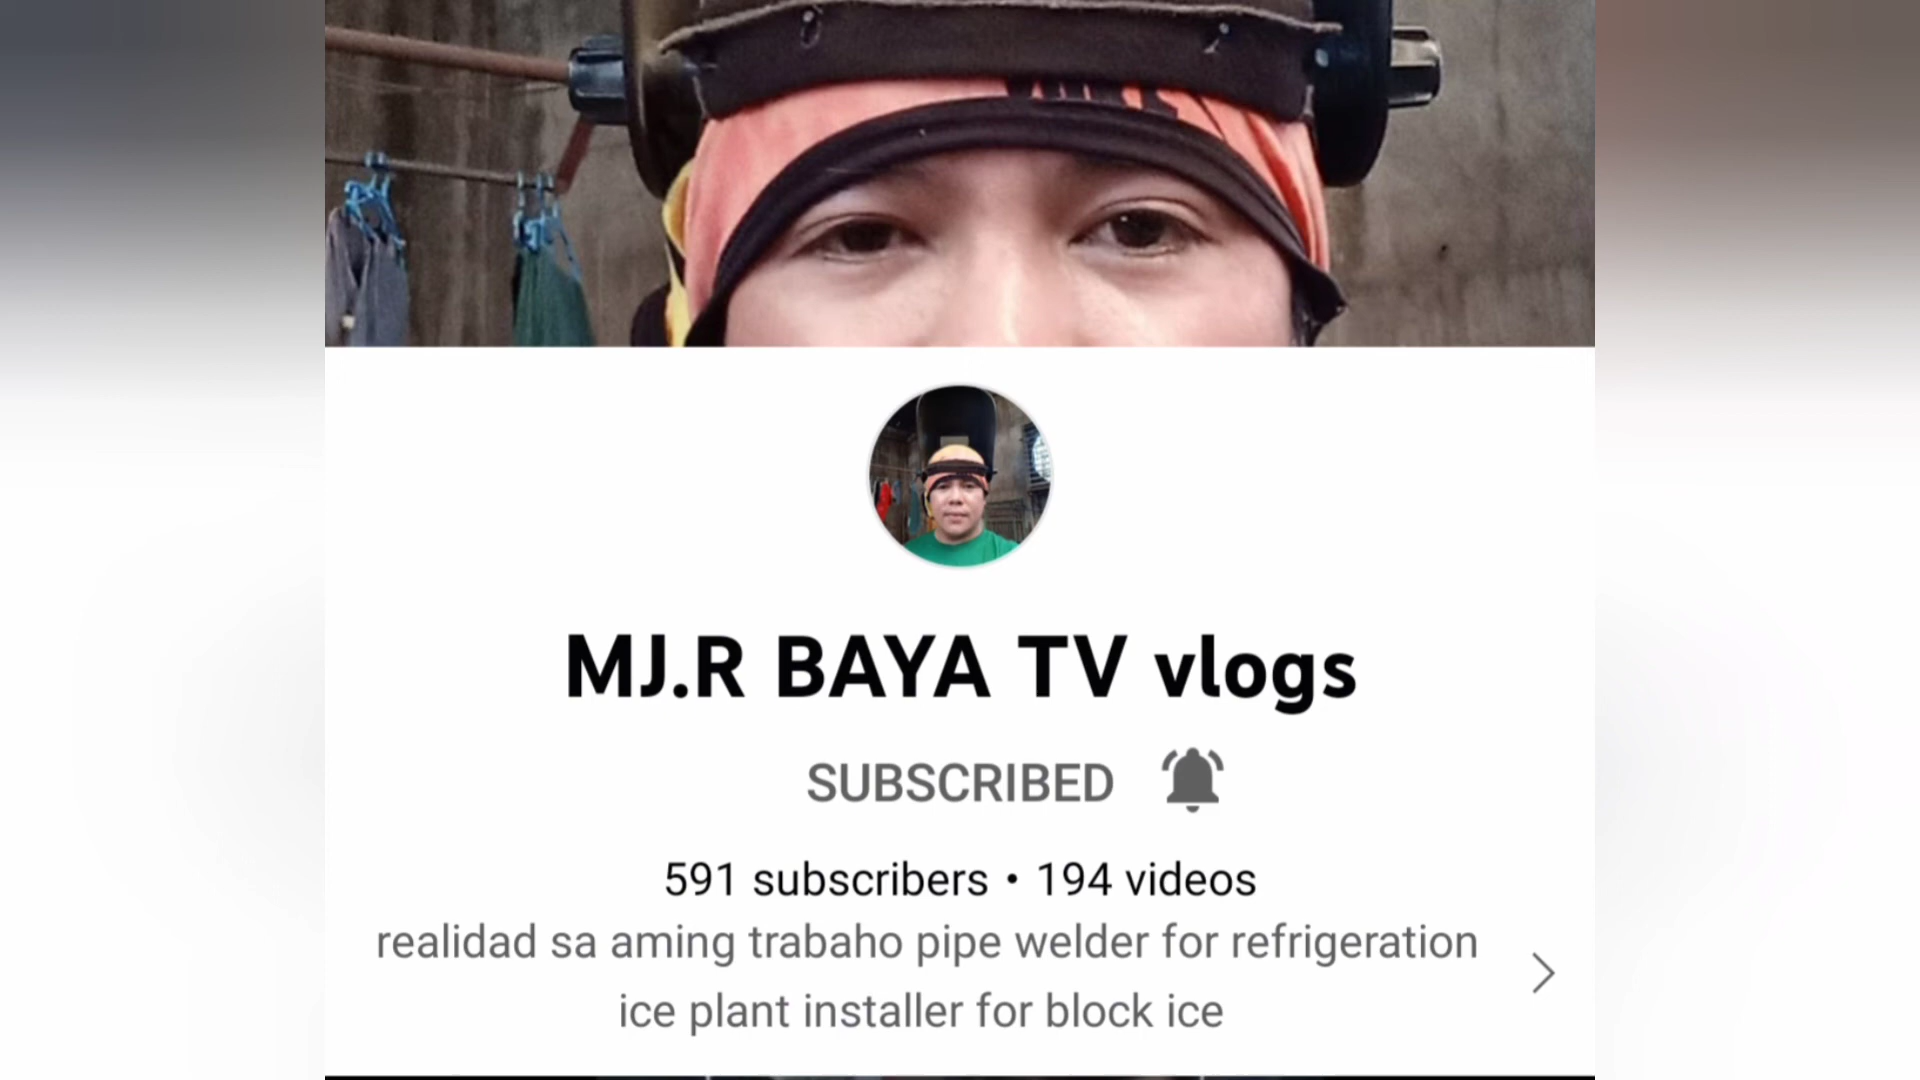 MJ.R BAYA TV vlogs
SUBSCRIBED
591 subscribers • 194 videos
realidad sa aming trabaho pipe welder for refrigeration
ice plant installer for block ice